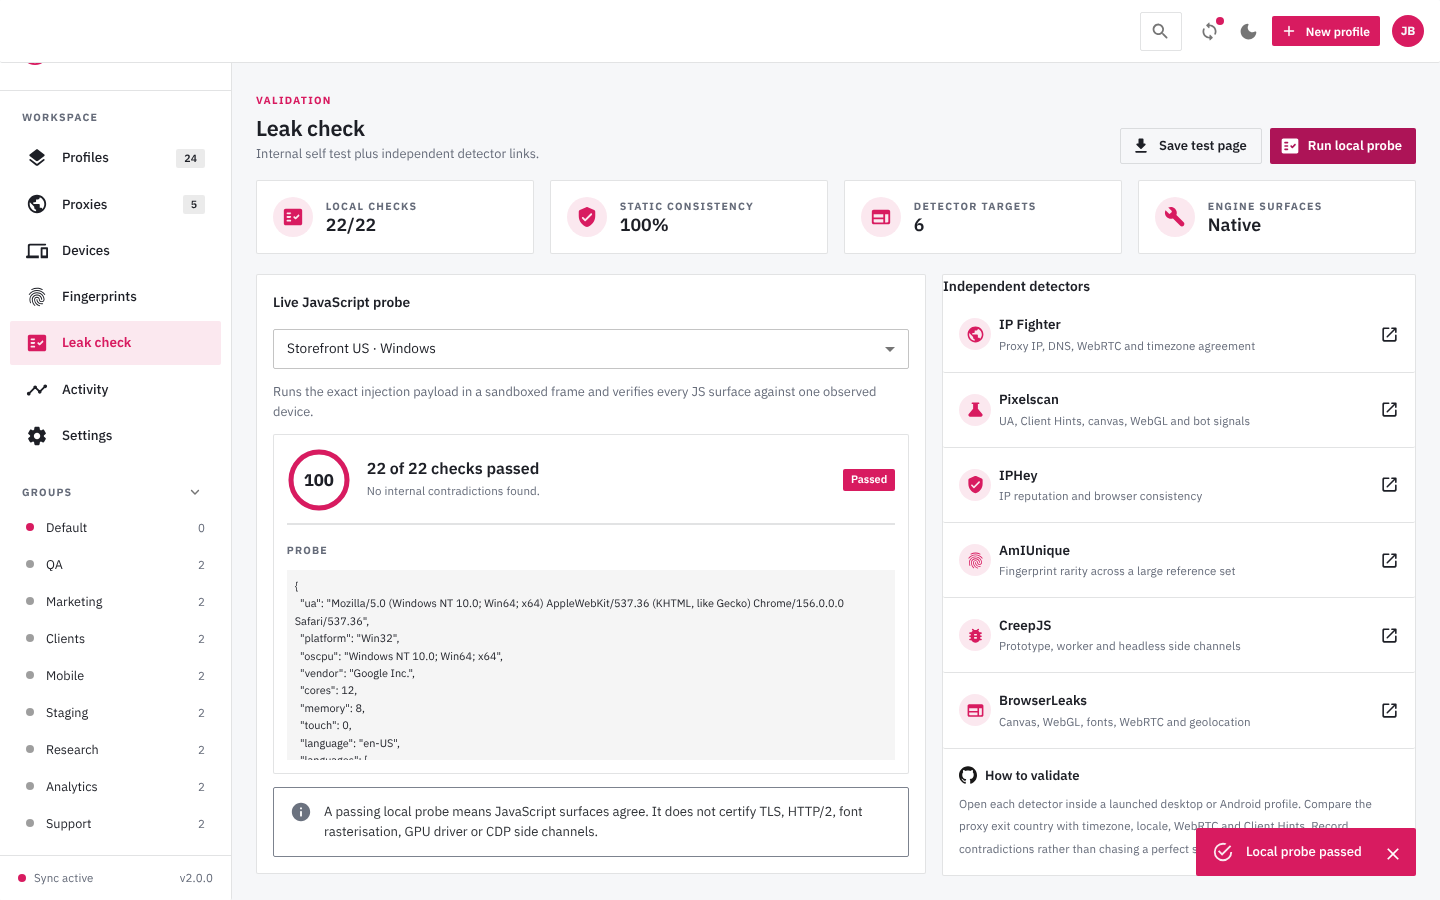 New profile
JB
WORKSPACE
Profiles
24
Proxies
5
Devices
Fingerprints
Leak check
Activity
Settings
GROUPS
Default
0
QA
2
Marketing
2
Clients
2
Mobile
2
Staging
2
Research
2
Analytics
2
Support
2
Sync active
v2.0.0
VALIDATION
Leak check
Internal self test plus independent detector links.
Save test page
Run local probe
LOCAL CHECKS
22/22
STATIC CONSISTENCY
100%
DETECTOR TARGETS
6
ENGINE SURFACES
Native
Live JavaScript probe
Storefront US · Windows
Runs the exact injection payload in a sandboxed frame and verifies every JS surface against one observed
device.
100
22 of 22 checks passed
No internal contradictions found.
Passed
PROBE
{
"ua": "Mozilla/5.0 (Windows NT 10.0; Win64; x64) AppleWebKit/537.36 (KHTML, like Gecko) Chrome/156.0.0.0
Safari/537.36",
"platform": "Win32",
"oscpu": "Windows NT 10.0; Win64; x64",
"vendor": "Google Inc.",
"cores": 12,
"memory": 8,
"touch": 0,
"language": "en-US",
"languages": [
A passing local probe means JavaScript surfaces agree. It does not certify TLS, HTTP/2, font
rasterisation, GPU driver or CDP side channels.
Independent detectors
IP Fighter
Proxy IP, DNS, WebRTC and timezone agreement
Pixelscan
UA, Client Hints, canvas, WebGL and bot signals
IPHey
IP reputation and browser consistency
AmIUnique
Fingerprint rarity across a large reference set
CreepJS
Prototype, worker and headless side channels
BrowserLeaks
Canvas, WebGL, fonts, WebRTC and geolocation
How to validate
Open each detector inside a launched desktop or Android profile. Compare the
proxy exit country with timezone, locale, WebRTC and Client Hints. Record
contradictions rather than chasing a perfect
Local probe passed